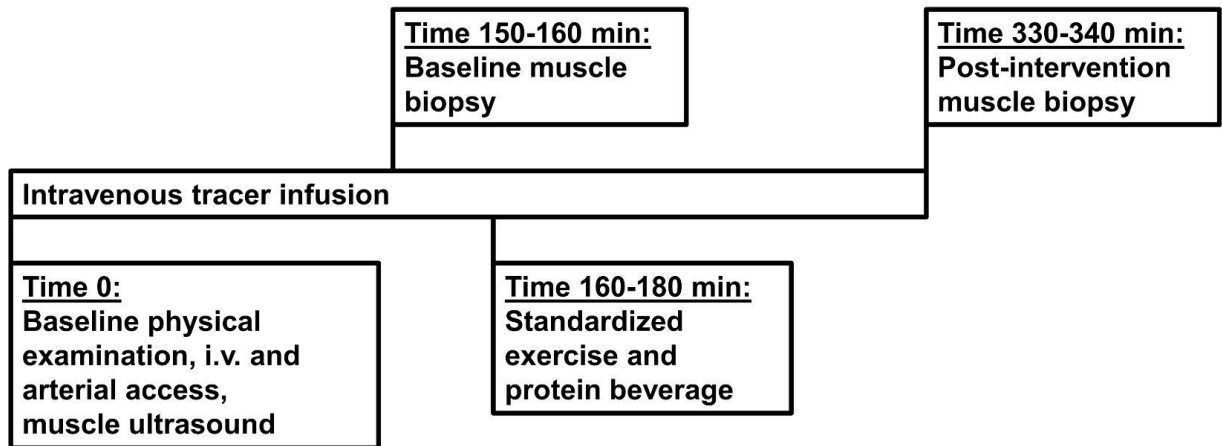 Time 150-160 min:
Baseline muscle
biopsy
Time 330-340 min:
Post-intervention
muscle biopsy
Intravenous tracer infusion
Time 0:
Baseline physical
examination, i.v. and
arterial access,
muscle ultrasound
Time 160-180 min:
Standardized
exercise and
protein beverage